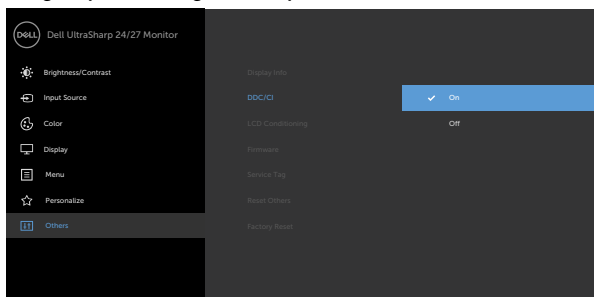 DELL
Dell UltraSharp 24/27 Monitor
Brightness/Contrast
Input Source
Color
Display
Menu
Personalize
Others
Display Info
DDC/CI
LCD Conditioning
Firmware
Service Tag
Reset Others
Factory Reset
On
Off